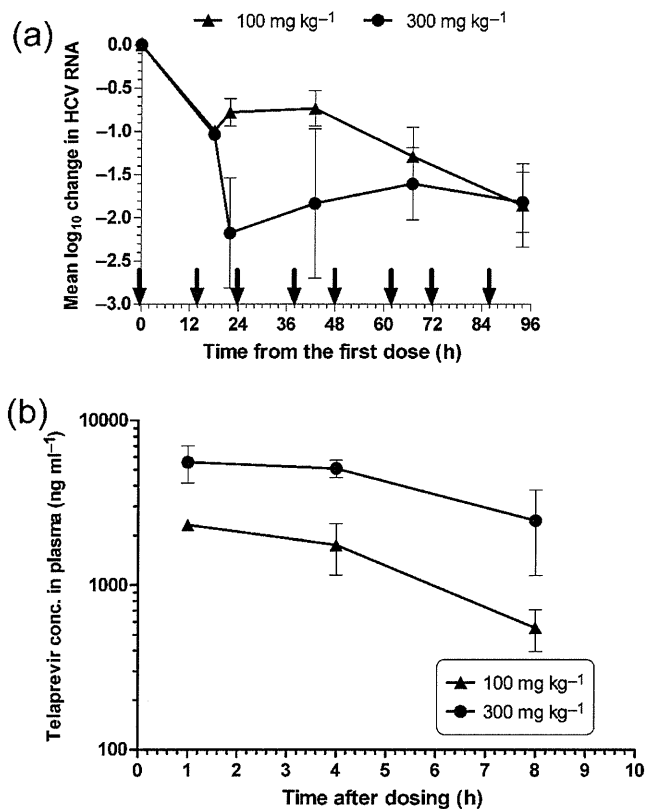 (a)
100 mg kg⁻¹ 300 mg kg⁻¹
Mean log₁₀ change in HCV RNA
0.0
−0.5
−1.0
−1.5
−2.0
−2.5
−3.0
0 12 24 36 48 60 72 84 96
Time from the first dose (h)
(b)
Telaprevir conc. in plasma (ng ml⁻¹)
10000
1000
100
100 mg kg⁻¹
300 mg kg⁻¹
0 1 2 3 4 5 6 7 8 9 10
Time after dosing (h)